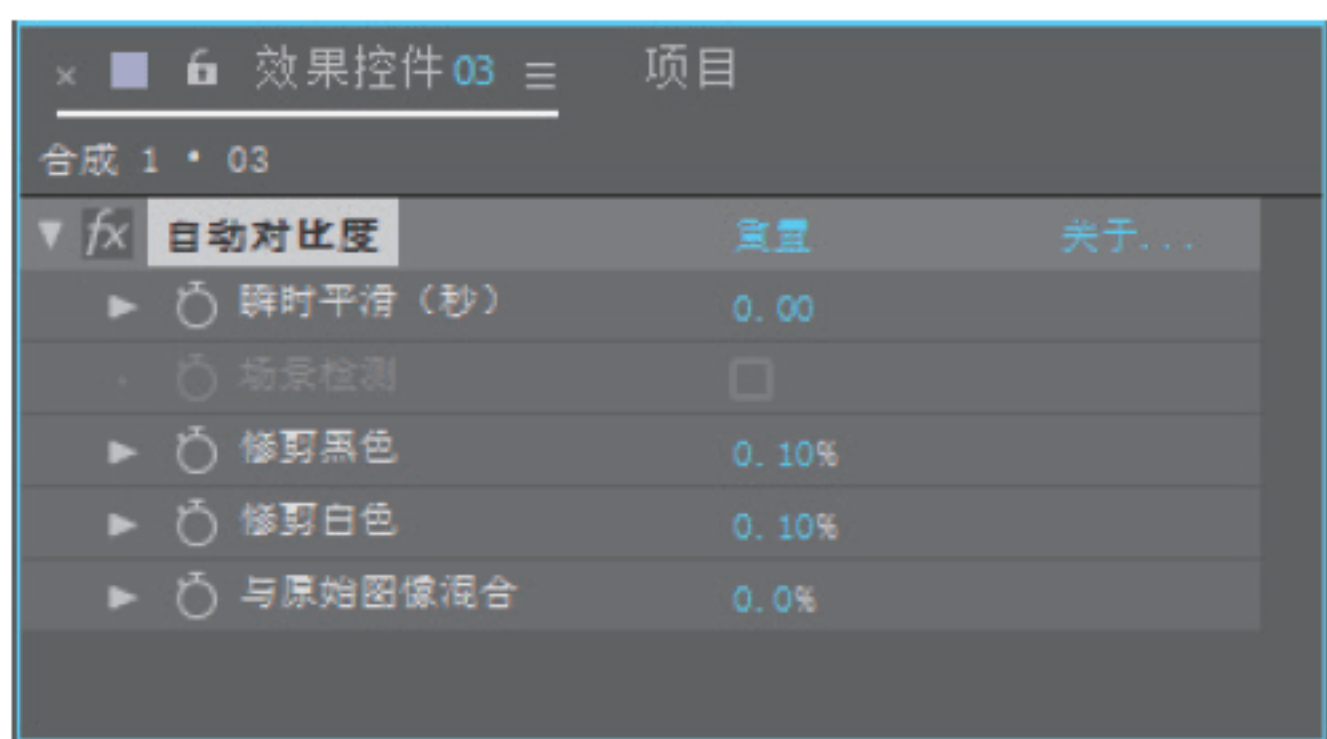 × 效果控件 03 ≡ 项目
合成 1 • 03
fx 自动对比度 重置 关于...
瞬时平滑（秒） 0.00
场景检测
修剪黑色 0.10%
修剪白色 0.10%
与原始图像混合 0.0%